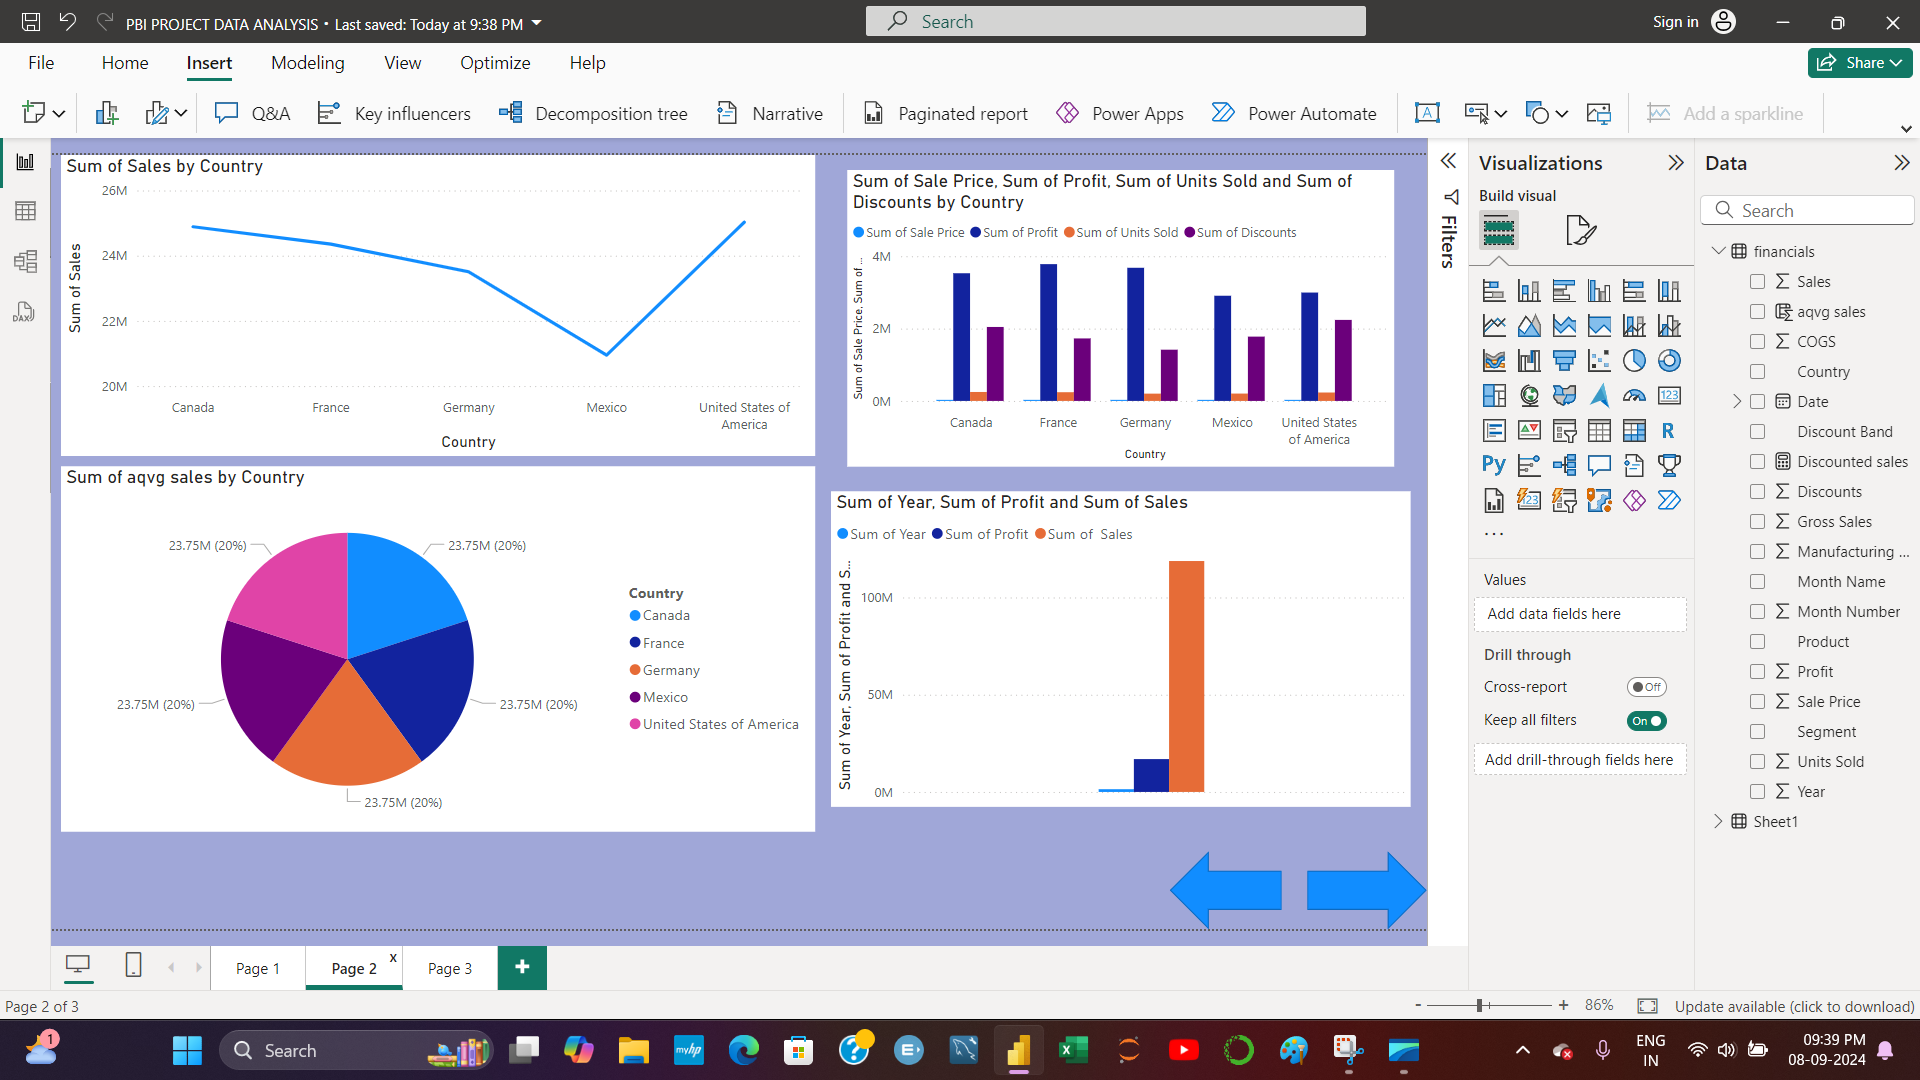 PBI PROJECT DATA ANALYSIS • Last saved: Today at 9:38 PM
Search
Sign in
File Home Insert Modeling View Optimize Help
Share
Q&A Key influencers Decomposition tree Narrative Paginated report Power Apps Power Automate A Add a sparkline
DAX
Sum of Sales by Country
Sum of Sales
26M
24M
22M
20M
Canada France Germany Mexico United States of
America
Country
Sum of Sale Price, Sum of Profit, Sum of Units Sold and Sum of
Discounts by Country
Sum of Sale Price Sum of Profit Sum of Units Sold Sum of Discounts
Sum of Sale Price, Sum of ...
4M
2M
0M
Canada France Germany Mexico United States
of America
Country
Sum of aqvg sales by Country
23.75M (20%) 23.75M (20%)
23.75M (20%) 23.75M (20%)
23.75M (20%)
Country
Canada
France
Germany
Mexico
United States of America
Sum of Year, Sum of Profit and Sum of Sales
Sum of Year Sum of Profit Sum of Sales
Sum of Year, Sum of Profit and S...
100M
50M
0M
Filters
Visualizations
Build visual
123
R
Py
123
...
Values
Add data fields here
Drill through
Cross-report Off
Keep all filters On
Add drill-through fields here
Data
Search
financials
Sales
aqvg sales
COGS
Country
Date
Discount Band
Discounted sales
Discounts
Gross Sales
Manufacturing ...
Month Name
Month Number
Product
Profit
Sale Price
Segment
Units Sold
Year
Sheet1
Page 1 Page 2 x Page 3 +
Page 2 of 3
- + 86% Update available (click to download)
1 Search myhp ENG
IN 09:39 PM
08-09-2024